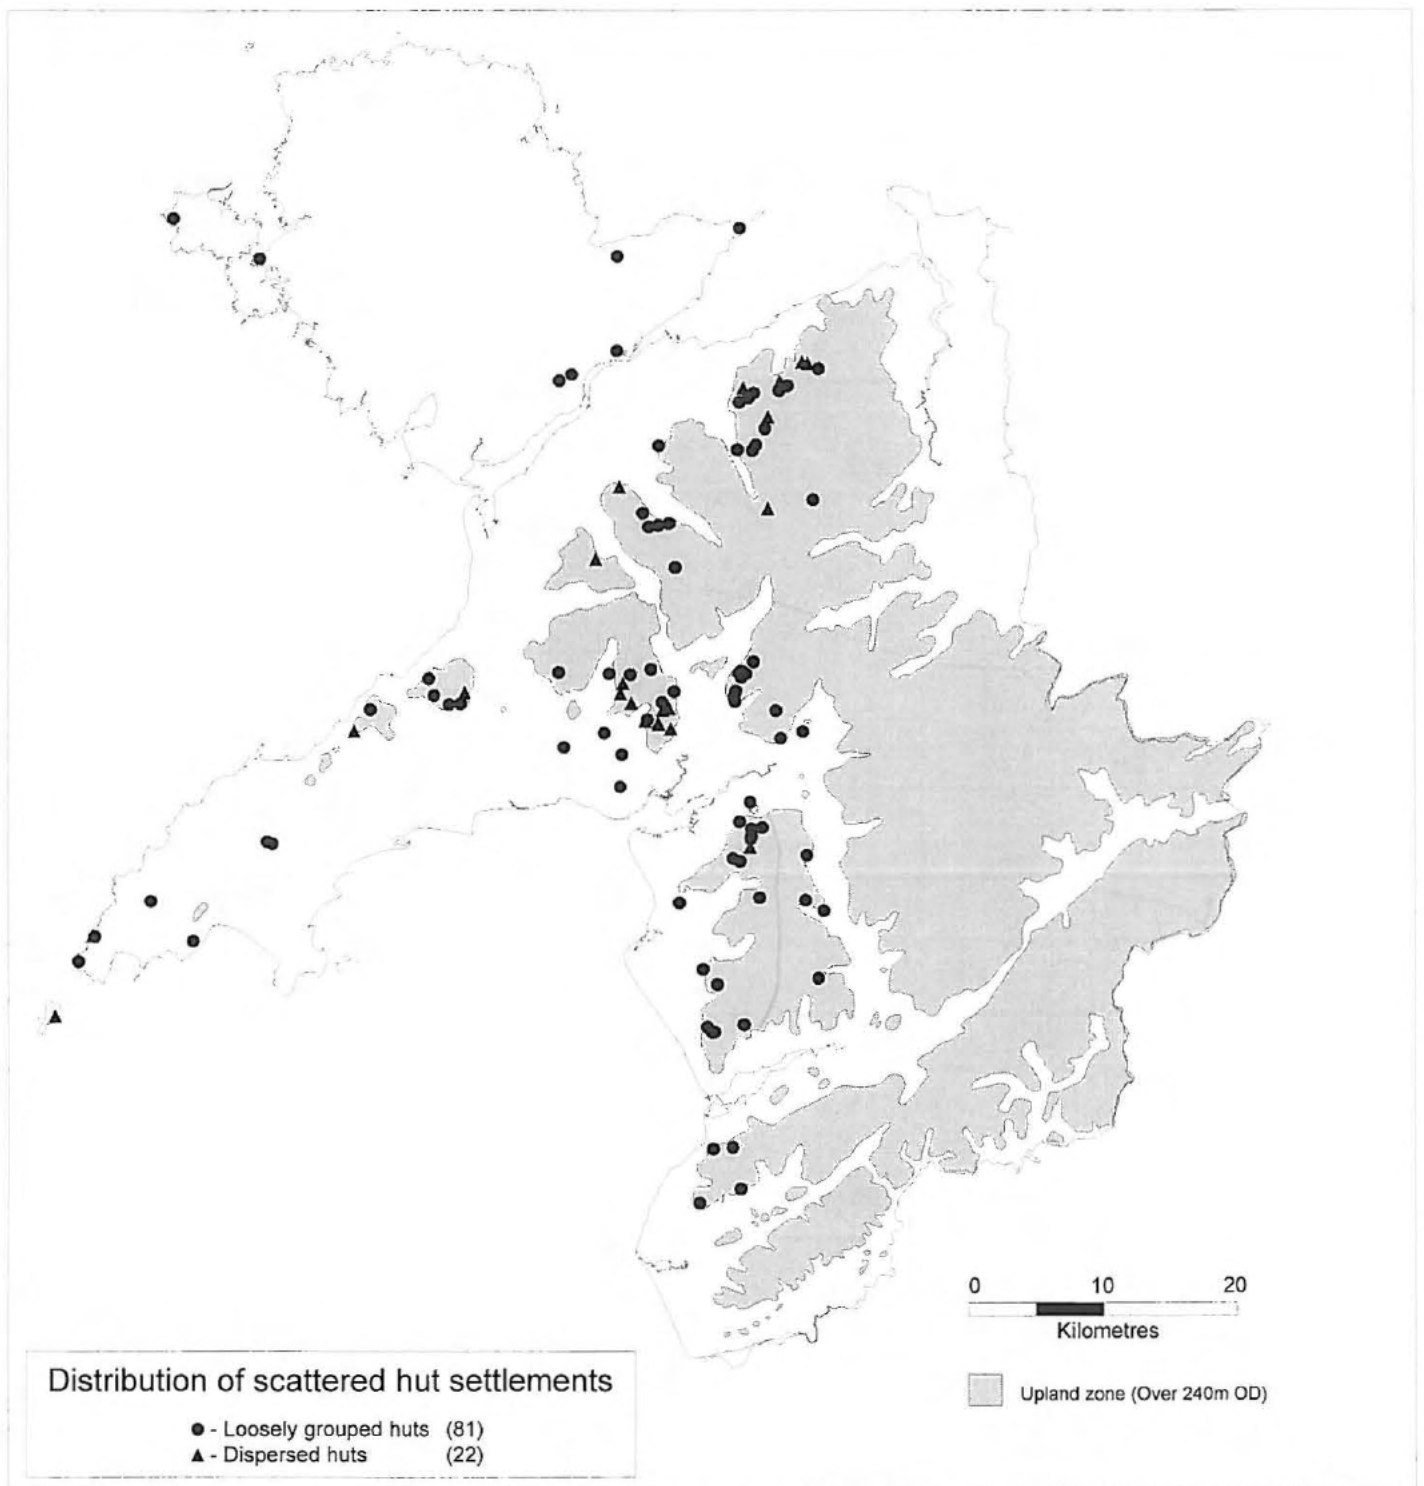 0 10 20
Kilometres
Upland zone (Over 240m OD)
Distribution of scattered hut settlements
- Loosely grouped huts (81)
- Dispersed huts (22)